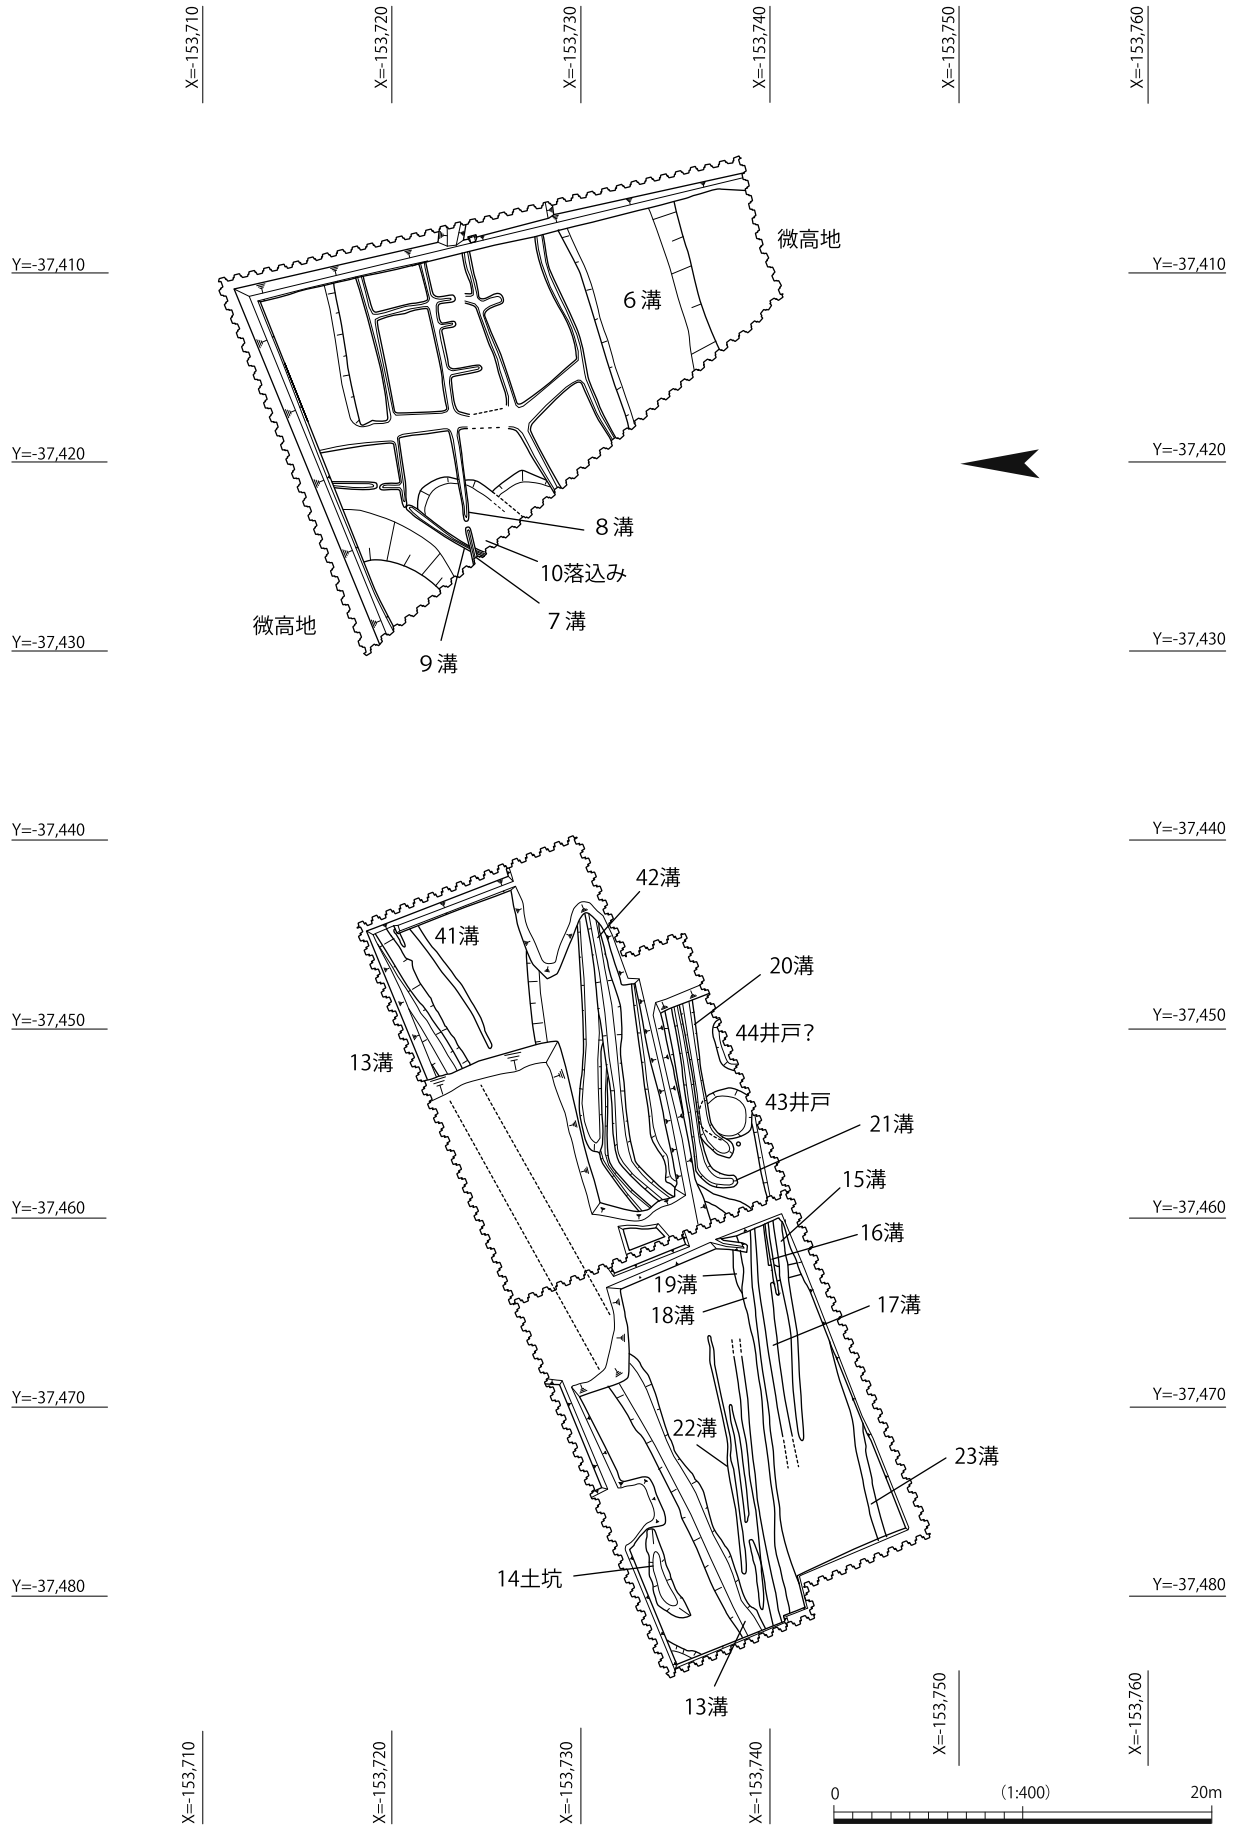 X=-153,710
X=-153,720
X=-153,730
X=-153,740
X=-153,750
X=-153,760
微高地
Y=-37,410
Y=-37,410
6溝
Y=-37,420
Y=-37,420
8溝
10落込み
7溝
微高地
9溝
Y=-37,430
Y=-37,430
Y=-37,440
Y=-37,440
42溝
41溝
20溝
Y=-37,450
Y=-37,450
44井戸?
13溝
43井戸
21溝
15溝
Y=-37,460
Y=-37,460
16溝
19溝
17溝
18溝
Y=-37,470
Y=-37,470
22溝
23溝
14土坑
Y=-37,480
Y=-37,480
13溝
X=-153,710
X=-153,720
X=-153,730
X=-153,740
X=-153,750
X=-153,760
0 (1:400) 20m